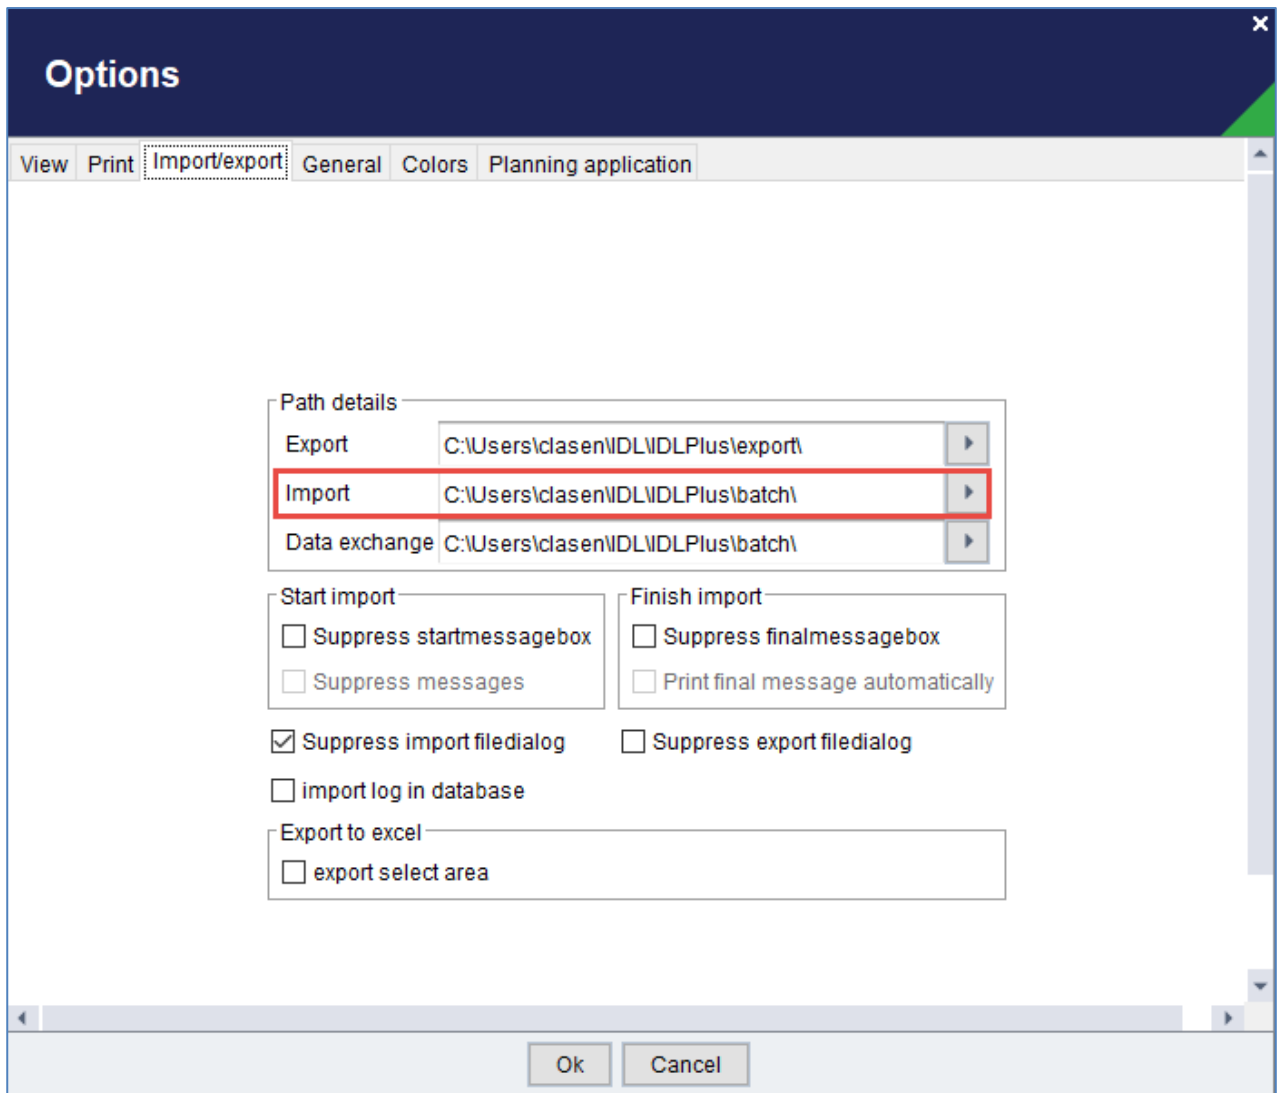 Options
View Print Import/export General Colors Planning application
Path details
Export C:\Users\clasen\IDL\IDLPlus\export\
Import C:\Users\clasen\IDL\IDLPlus\batch\
Data exchange C:\Users\clasen\IDL\IDLPlus\batch\
Start import Finish import
Suppress startmessagebox Suppress finalmessagebox
Suppress messages Print final message automatically
Suppress import filedialog Suppress export filedialog
import log in database
Export to excel
export select area
Ok Cancel